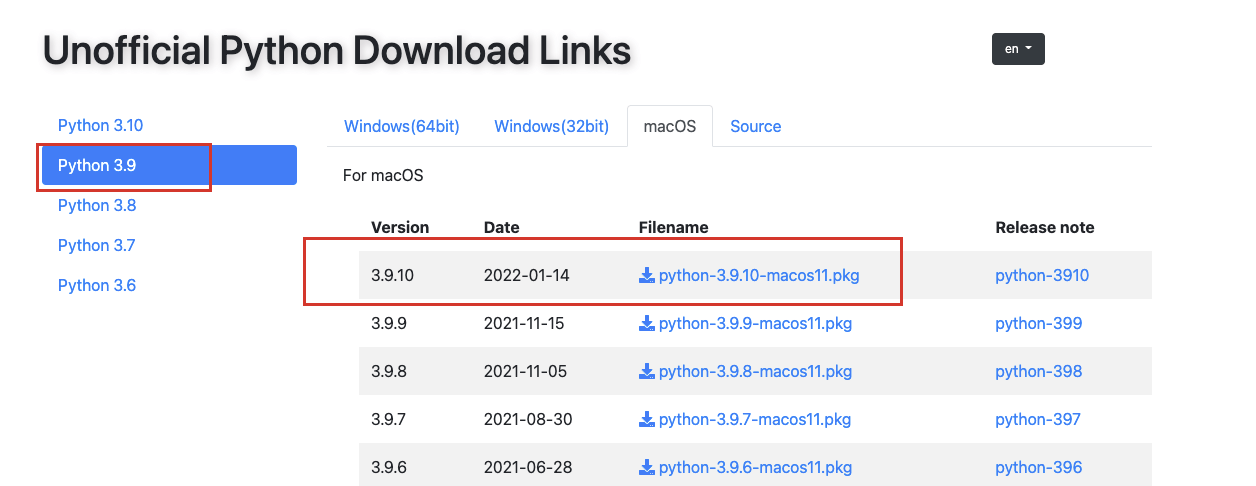 Unofficial Python Download Links
en
Python 3.10
Python 3.9
Python 3.8
Python 3.7
Python 3.6
Windows(64bit) Windows(32bit) macOS Source
For macOS
Version Date Filename Release note
3.9.10 2022-01-14 python-3.9.10-macos11.pkg python-3910
3.9.9 2021-11-15 python-3.9.9-macos11.pkg python-399
3.9.8 2021-11-05 python-3.9.8-macos11.pkg python-398
3.9.7 2021-08-30 python-3.9.7-macos11.pkg python-397
3.9.6 2021-06-28 python-3.9.6-macos11.pkg python-396